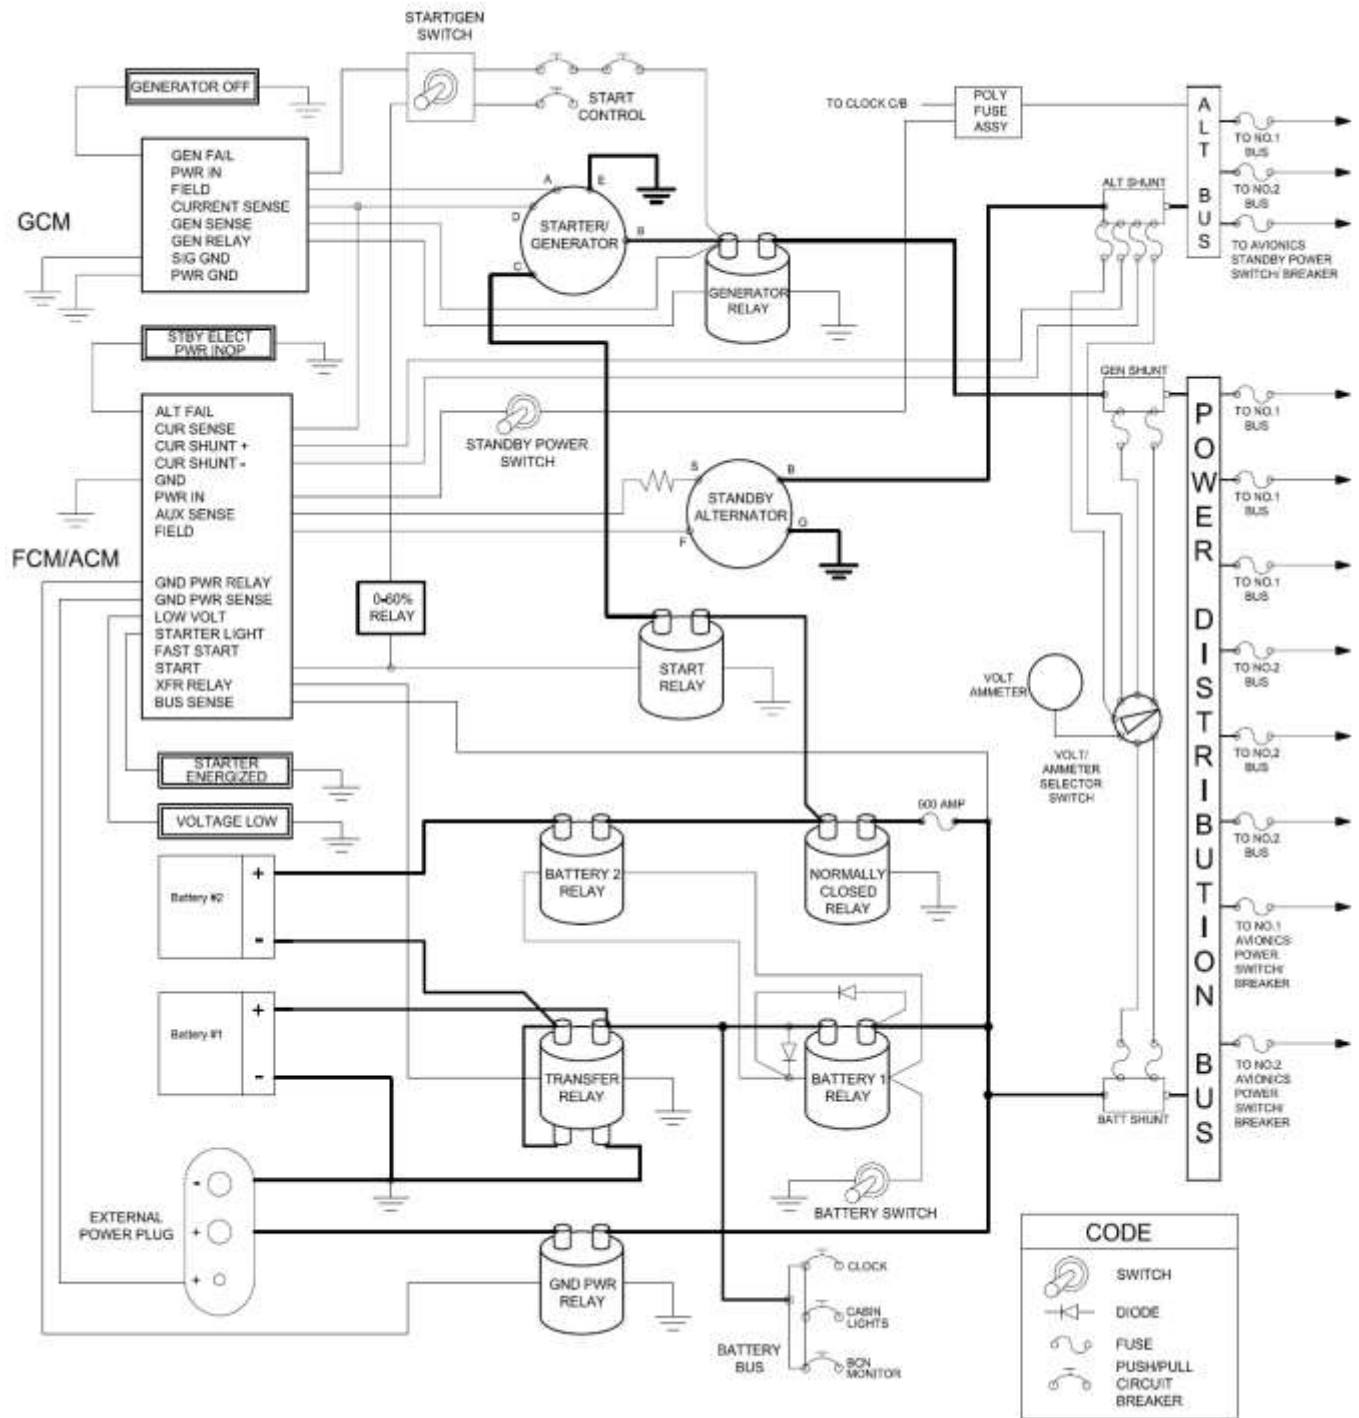 START/GEN
SWITCH
GENERATOR OFF
START
CONTROL
TO CLOCK C/B
POLY
FUSE
ASSY
ALT BUS
TO NO.1
BUS
TO NO.2
BUS
TO AVIONICS
STANDBY POWER
SWITCH/ BREAKER
ALT SHUNT
GCM
GEN FAIL
PWR IN
FIELD
CURRENT SENSE
GEN SENSE
GEN RELAY
SIG GND
PWR GND
A
E
D
B
C
STARTER/
GENERATOR
GENERATOR
RELAY
STBY ELECT
PWR INOP
GEN SHUNT
FCM/ACM
ALT FAIL
CUR SENSE
CUR SHUNT +
CUR SHUNT -
GND
PWR IN
AUX SENSE
FIELD
GND PWR RELAY
GND PWR SENSE
LOW VOLT
STARTER LIGHT
FAST START
START
XFR RELAY
BUS SENSE
STANDBY POWER
SWITCH
S
B
F
G
STANDBY
ALTERNATOR
0-60%
RELAY
START
RELAY
VOLT
AMMETER
VOLT/
AMMETER
SELECTOR
SWITCH
POWER DISTRIBUTION BUS
TO NO.1
BUS
TO NO.1
BUS
TO NO.1
BUS
TO NO.2
BUS
TO NO.2
BUS
TO NO.2
BUS
TO NO.1
AVIONICS
POWER
SWITCH/
BREAKER
TO NO.2
AVIONICS
POWER
SWITCH/
BREAKER
STARTER
ENERGIZED
VOLTAGE LOW
500 AMP
Battery #2
+
-
BATTERY 2
RELAY
NORMALLY
CLOSED
RELAY
Battery #1
+
-
TRANSFER
RELAY
BATTERY 1
RELAY
BATT SHUNT
BATTERY SWITCH
EXTERNAL
POWER PLUG
-
+
+
GND PWR
RELAY
BATTERY
BUS
CLOCK
CABIN
LIGHTS
BCN
MONITOR
CODE
SWITCH
DIODE
FUSE
PUSH/PULL
CIRCUIT
BREAKER